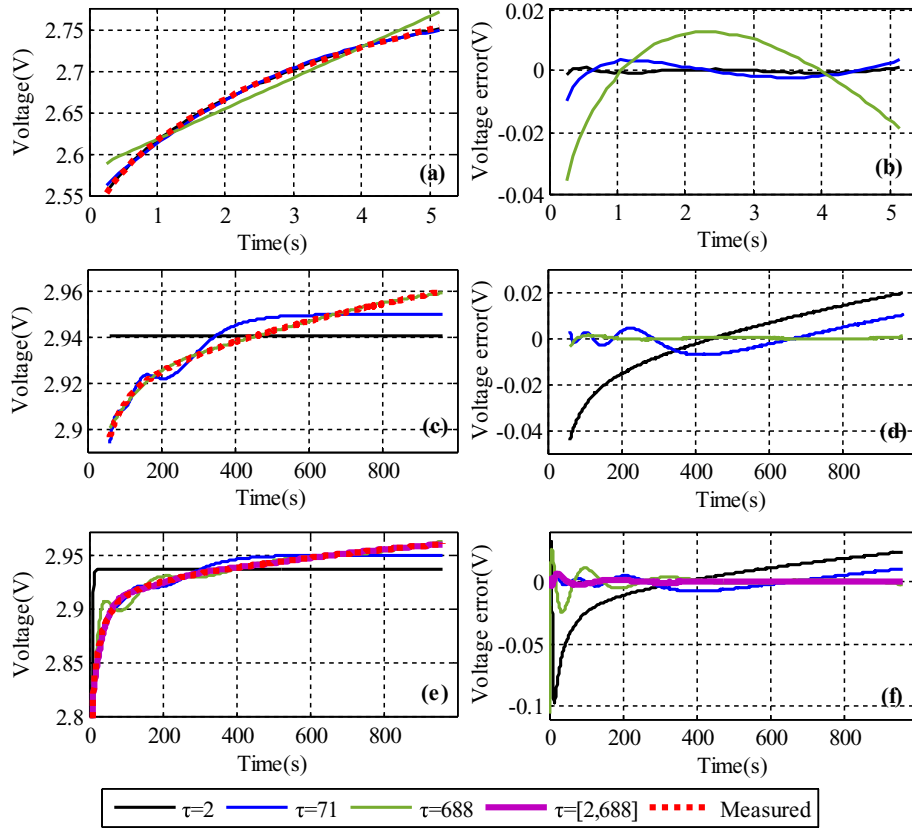 2.75
2.7
2.65
2.6
2.55
Voltage(V)
0 1 2 3 4 5
Time(s)
(a)
0.02
0
-0.02
-0.04
Voltage error(V)
0 1 2 3 4 5
Time(s)
(b)
2.96
2.94
2.92
2.9
Voltage(V)
0 200 400 600 800
Time(s)
(c)
0.02
0
-0.02
-0.04
Voltage error(V)
0 200 400 600 800
Time(s)
(d)
2.95
2.9
2.85
2.8
Voltage(V)
0 200 400 600 800
Time(s)
(e)
0
-0.05
-0.1
Voltage error(V)
0 200 400 600 800
Time(s)
(f)
τ=2 τ=71 τ=688 τ=[2,688] Measured